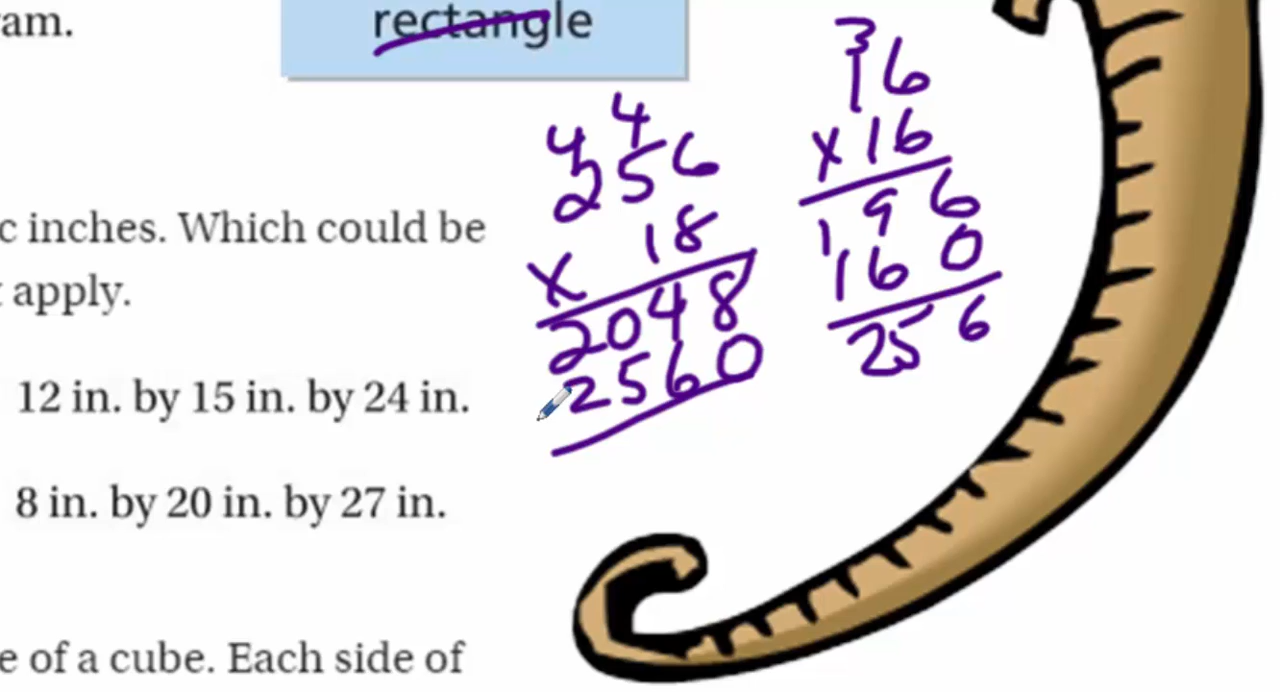 am.
rectangle
c inches. Which could be
apply.
12 in. by 15 in. by 24 in.
8 in. by 20 in. by 27 in.
e of a cube. Each side of
4 4
256
x 18
2048
2560
3
16
x 16
1 96
160
256